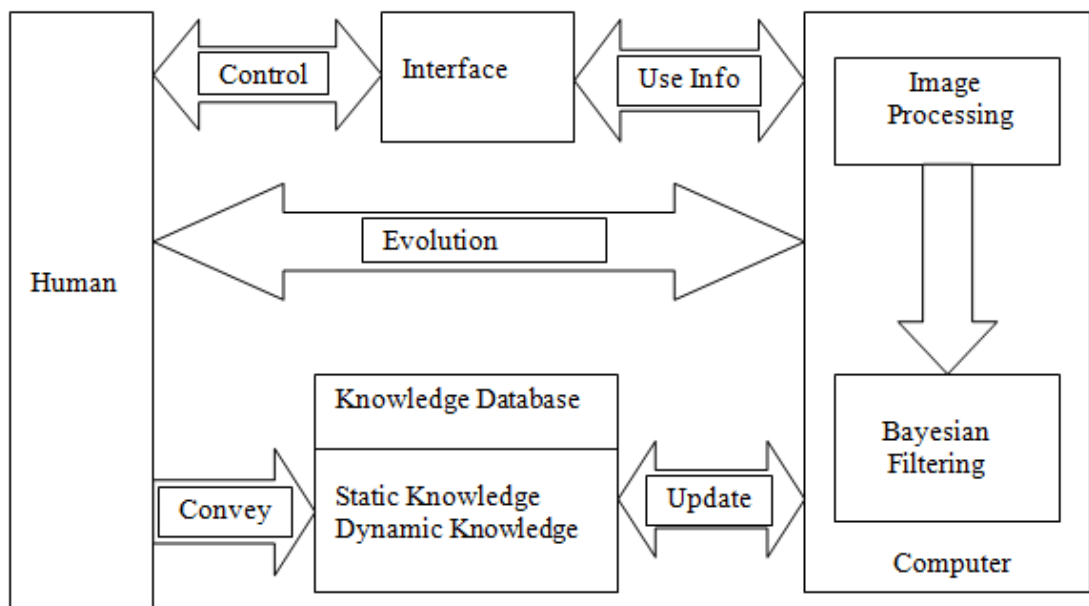 Control
Interface
Use Info
Image
Processing
Evolution
Human
Knowledge Database
Static Knowledge
Dynamic Knowledge
Convey
Update
Bayesian
Filtering
Computer